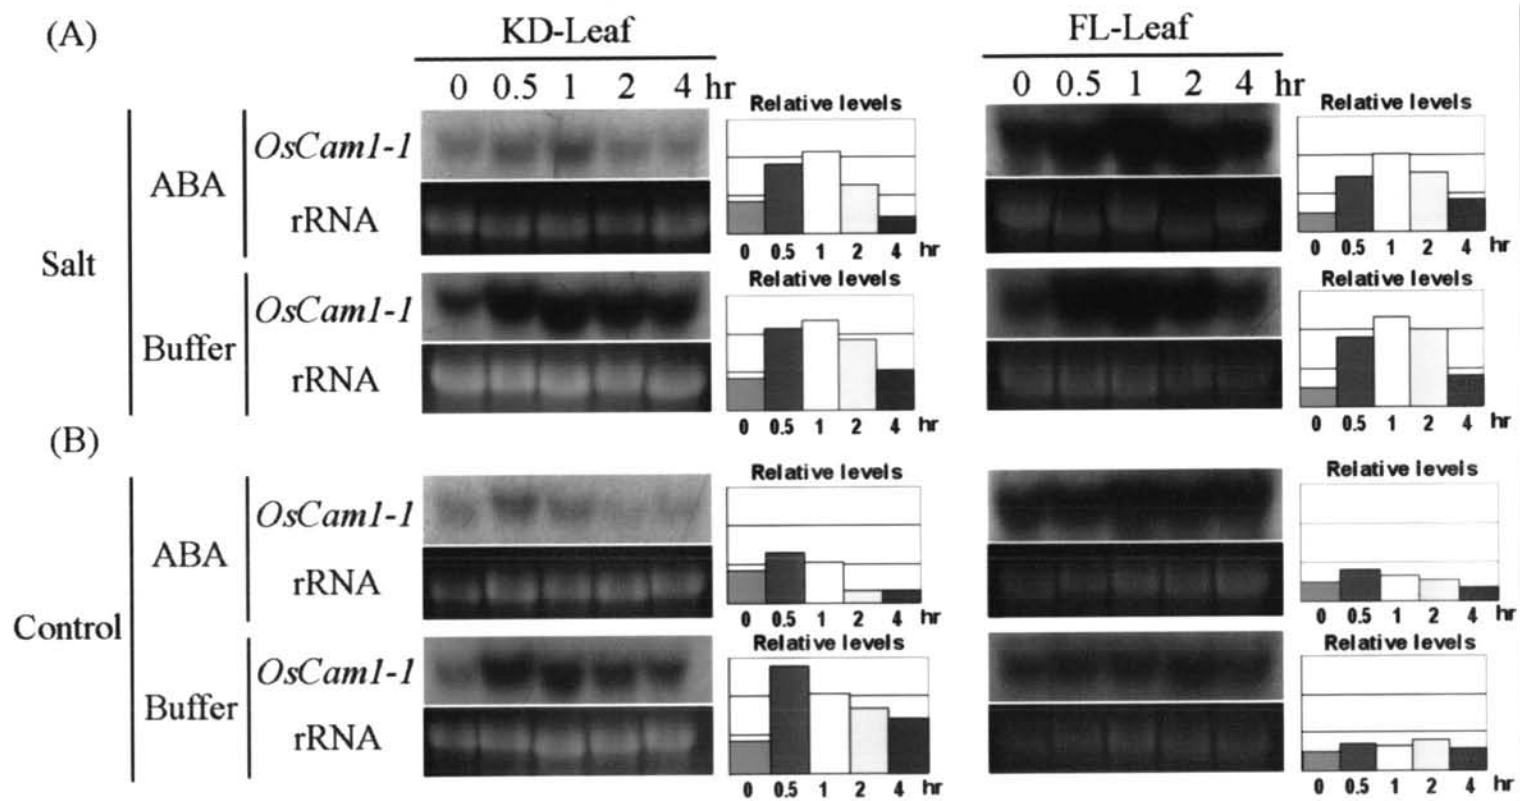 (A)
KD-Leaf
FL-Leaf
0 0.5 1 2 4 hr
0 0.5 1 2 4 hr
Relative levels
Relative levels
Salt
ABA
OsCam1-1
rRNA
0 0.5 1 2 4 hr
0 0.5 1 2 4 hr
Relative levels
Relative levels
Buffer
OsCam1-1
rRNA
0 0.5 1 2 4 hr
0 0.5 1 2 4 hr
(B)
Relative levels
Relative levels
Control
ABA
OsCam1-1
rRNA
0 0.5 1 2 4 hr
0 0.5 1 2 4 hr
Relative levels
Relative levels
Buffer
OsCam1-1
rRNA
0 0.5 1 2 4 hr
0 0.5 1 2 4 hr